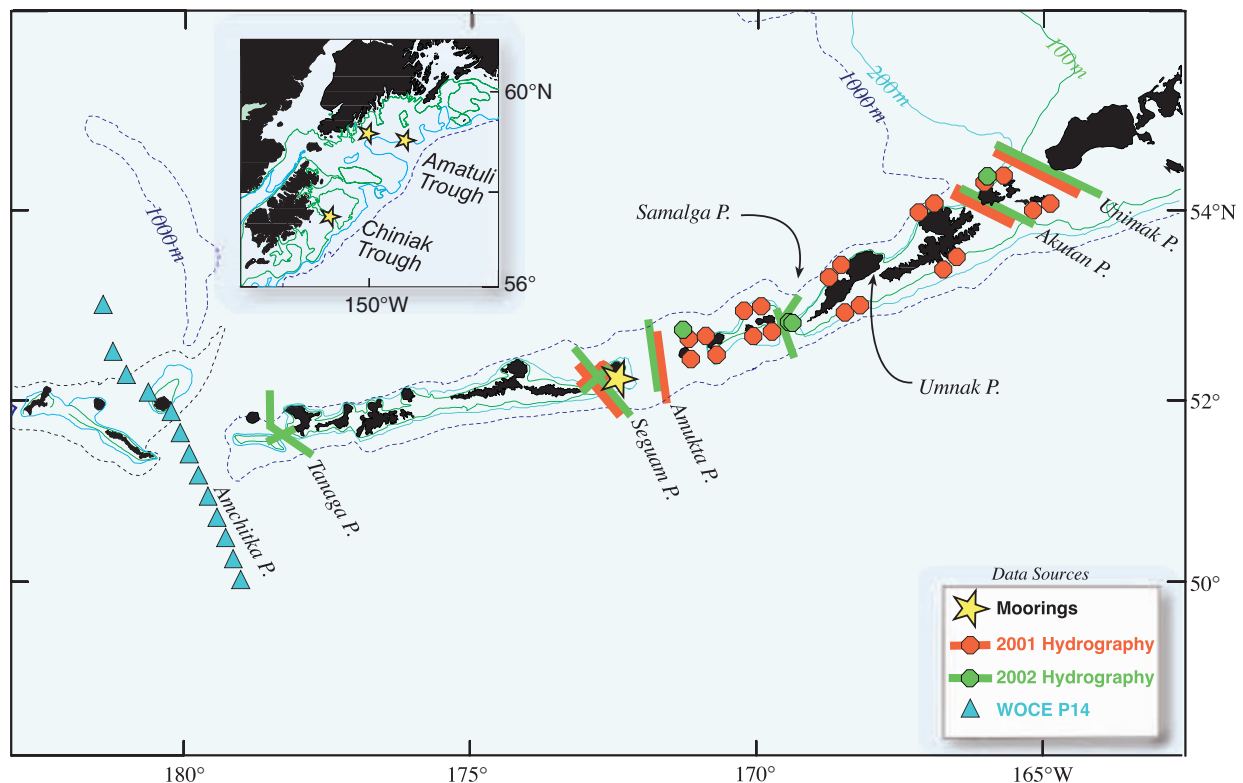 60°N
Amatuli
Trough
Chiniak
Trough
56°
150°W
100m
200m
1000m
1000m
Samalga P.
Unimak P.
54°N
Akutan P.
Umnak P.
52°
Amukta P.
Seguam P.
Tanaga P.
Amchitka P.
50°
Data Sources
Moorings
2001 Hydrography
2002 Hydrography
WOCE P14
180°
175°
170°
165°W